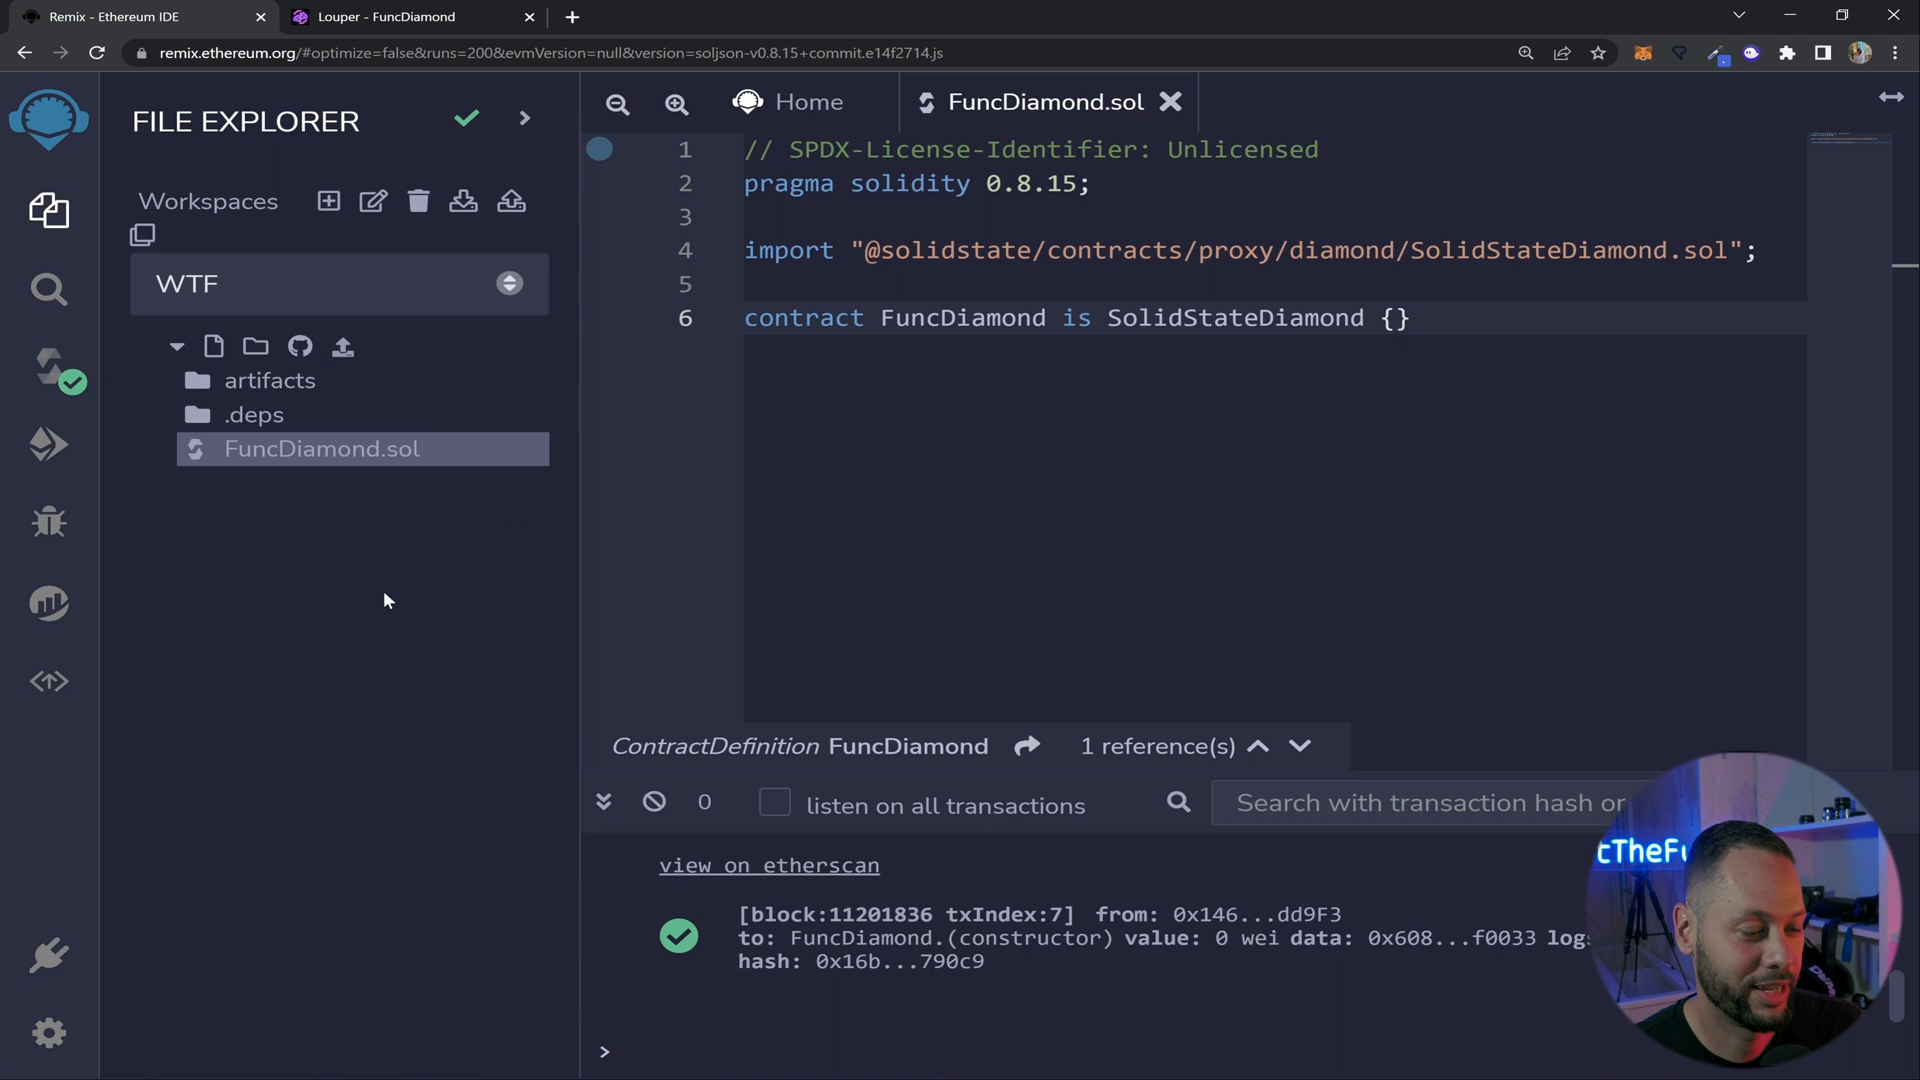 Remix - Ethereum IDE
Louper - FuncDiamond
remix.ethereum.org/#optimize=false&runs=200&evmVersion=null&version=soljson-v0.8.15+commit.e14f2714.js
FILE EXPLORER
Home
FuncDiamond.sol
Workspaces
WTF
artifacts
.deps
FuncDiamond.sol
1 // SPDX-License-Identifier: Unlicensed
2 pragma solidity 0.8.15;
3
4 import "@solidstate/contracts/proxy/diamond/SolidStateDiamond.sol";
5
6 contract FuncDiamond is SolidStateDiamond {}
ContractDefinition FuncDiamond 1 reference(s)
0 listen on all transactions Search with transaction hash or
view on etherscan
[block:11201836 txIndex:7] from: 0x146...dd9F3
to: FuncDiamond.(constructor) value: 0 wei data: 0x608...f0033 logs
hash: 0x16b...790c9
>
cTheFu